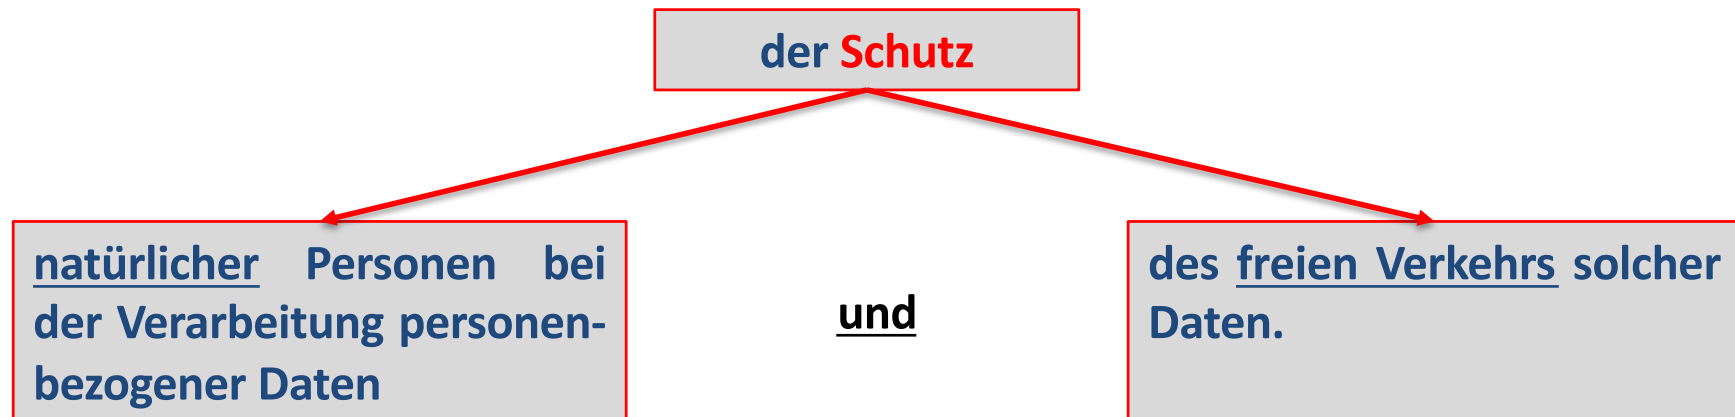 der Schutz
natürlicher Personen bei
der Verarbeitung personen-
bezogener Daten
und
des freien Verkehrs solcher
Daten.